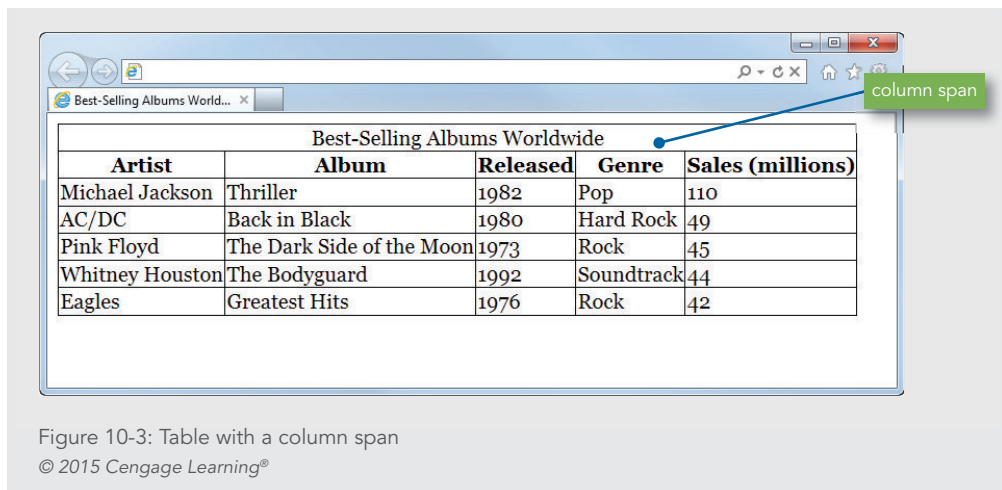 Best-Selling Albums World...
column span
Best-Selling Albums Worldwide
Artist Album Released Genre Sales (millions)
Michael Jackson Thriller 1982 Pop 110
AC/DC Back in Black 1980 Hard Rock 49
Pink Floyd The Dark Side of the Moon 1973 Rock 45
Whitney Houston The Bodyguard 1992 Soundtrack 44
Eagles Greatest Hits 1976 Rock 42
Figure 10-3: Table with a column span
© 2015 Cengage Learning®